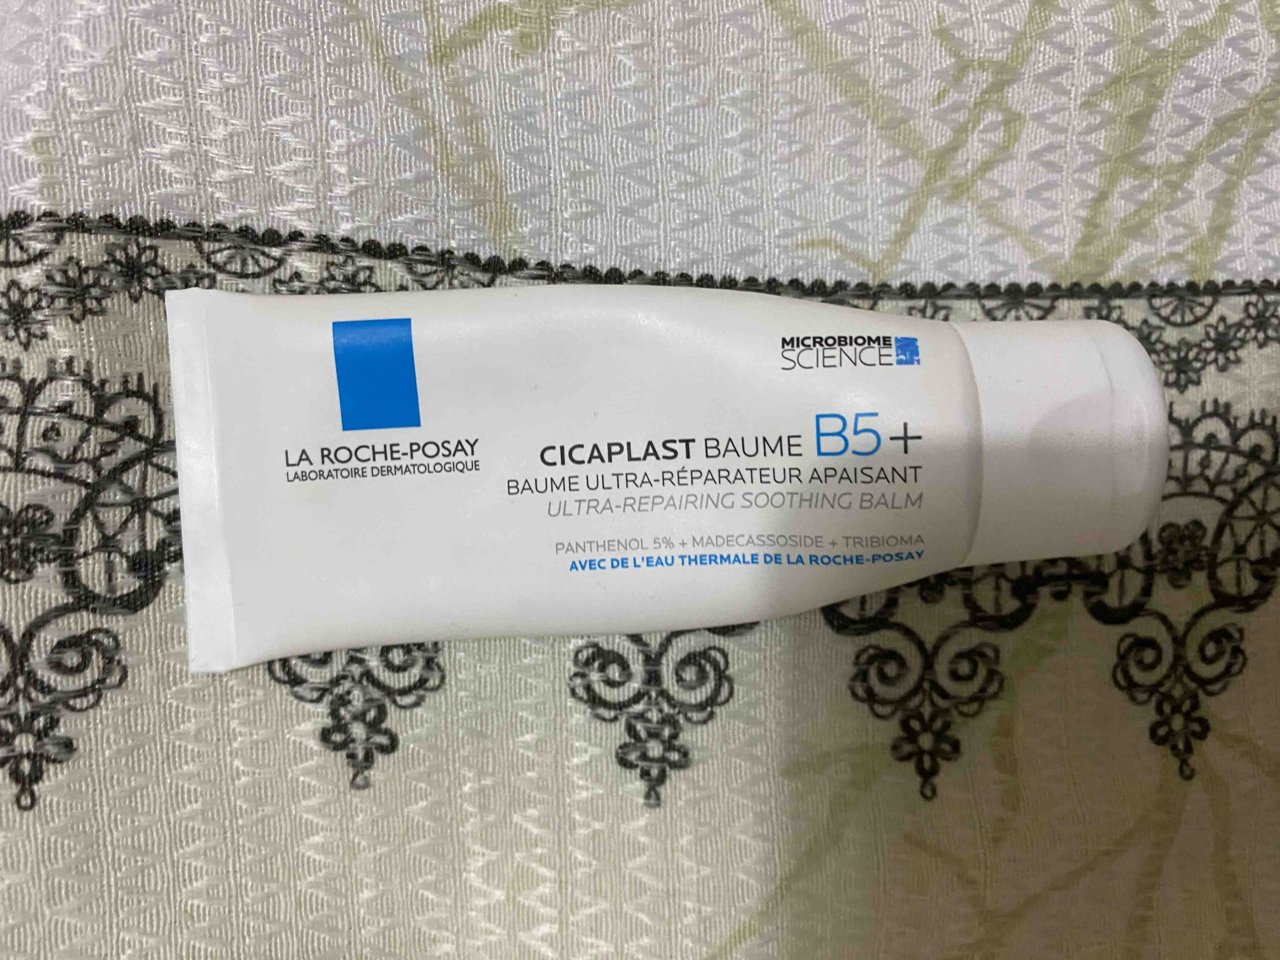 LA ROCHE-POSAY
LABORATOIRE DERMATOLOGIQUE
MICROBIOME
SCIENCE
CICAPLAST BAUME B5+
BAUME ULTRA-RÉPARATEUR APAISANT
ULTRA-REPAIRING SOOTHING BALM
PANTHENOL 5% + MADECASSOSIDE + TRIBIOMA
AVEC DE L'EAU THERMALE DE LA ROCHE-POSAY